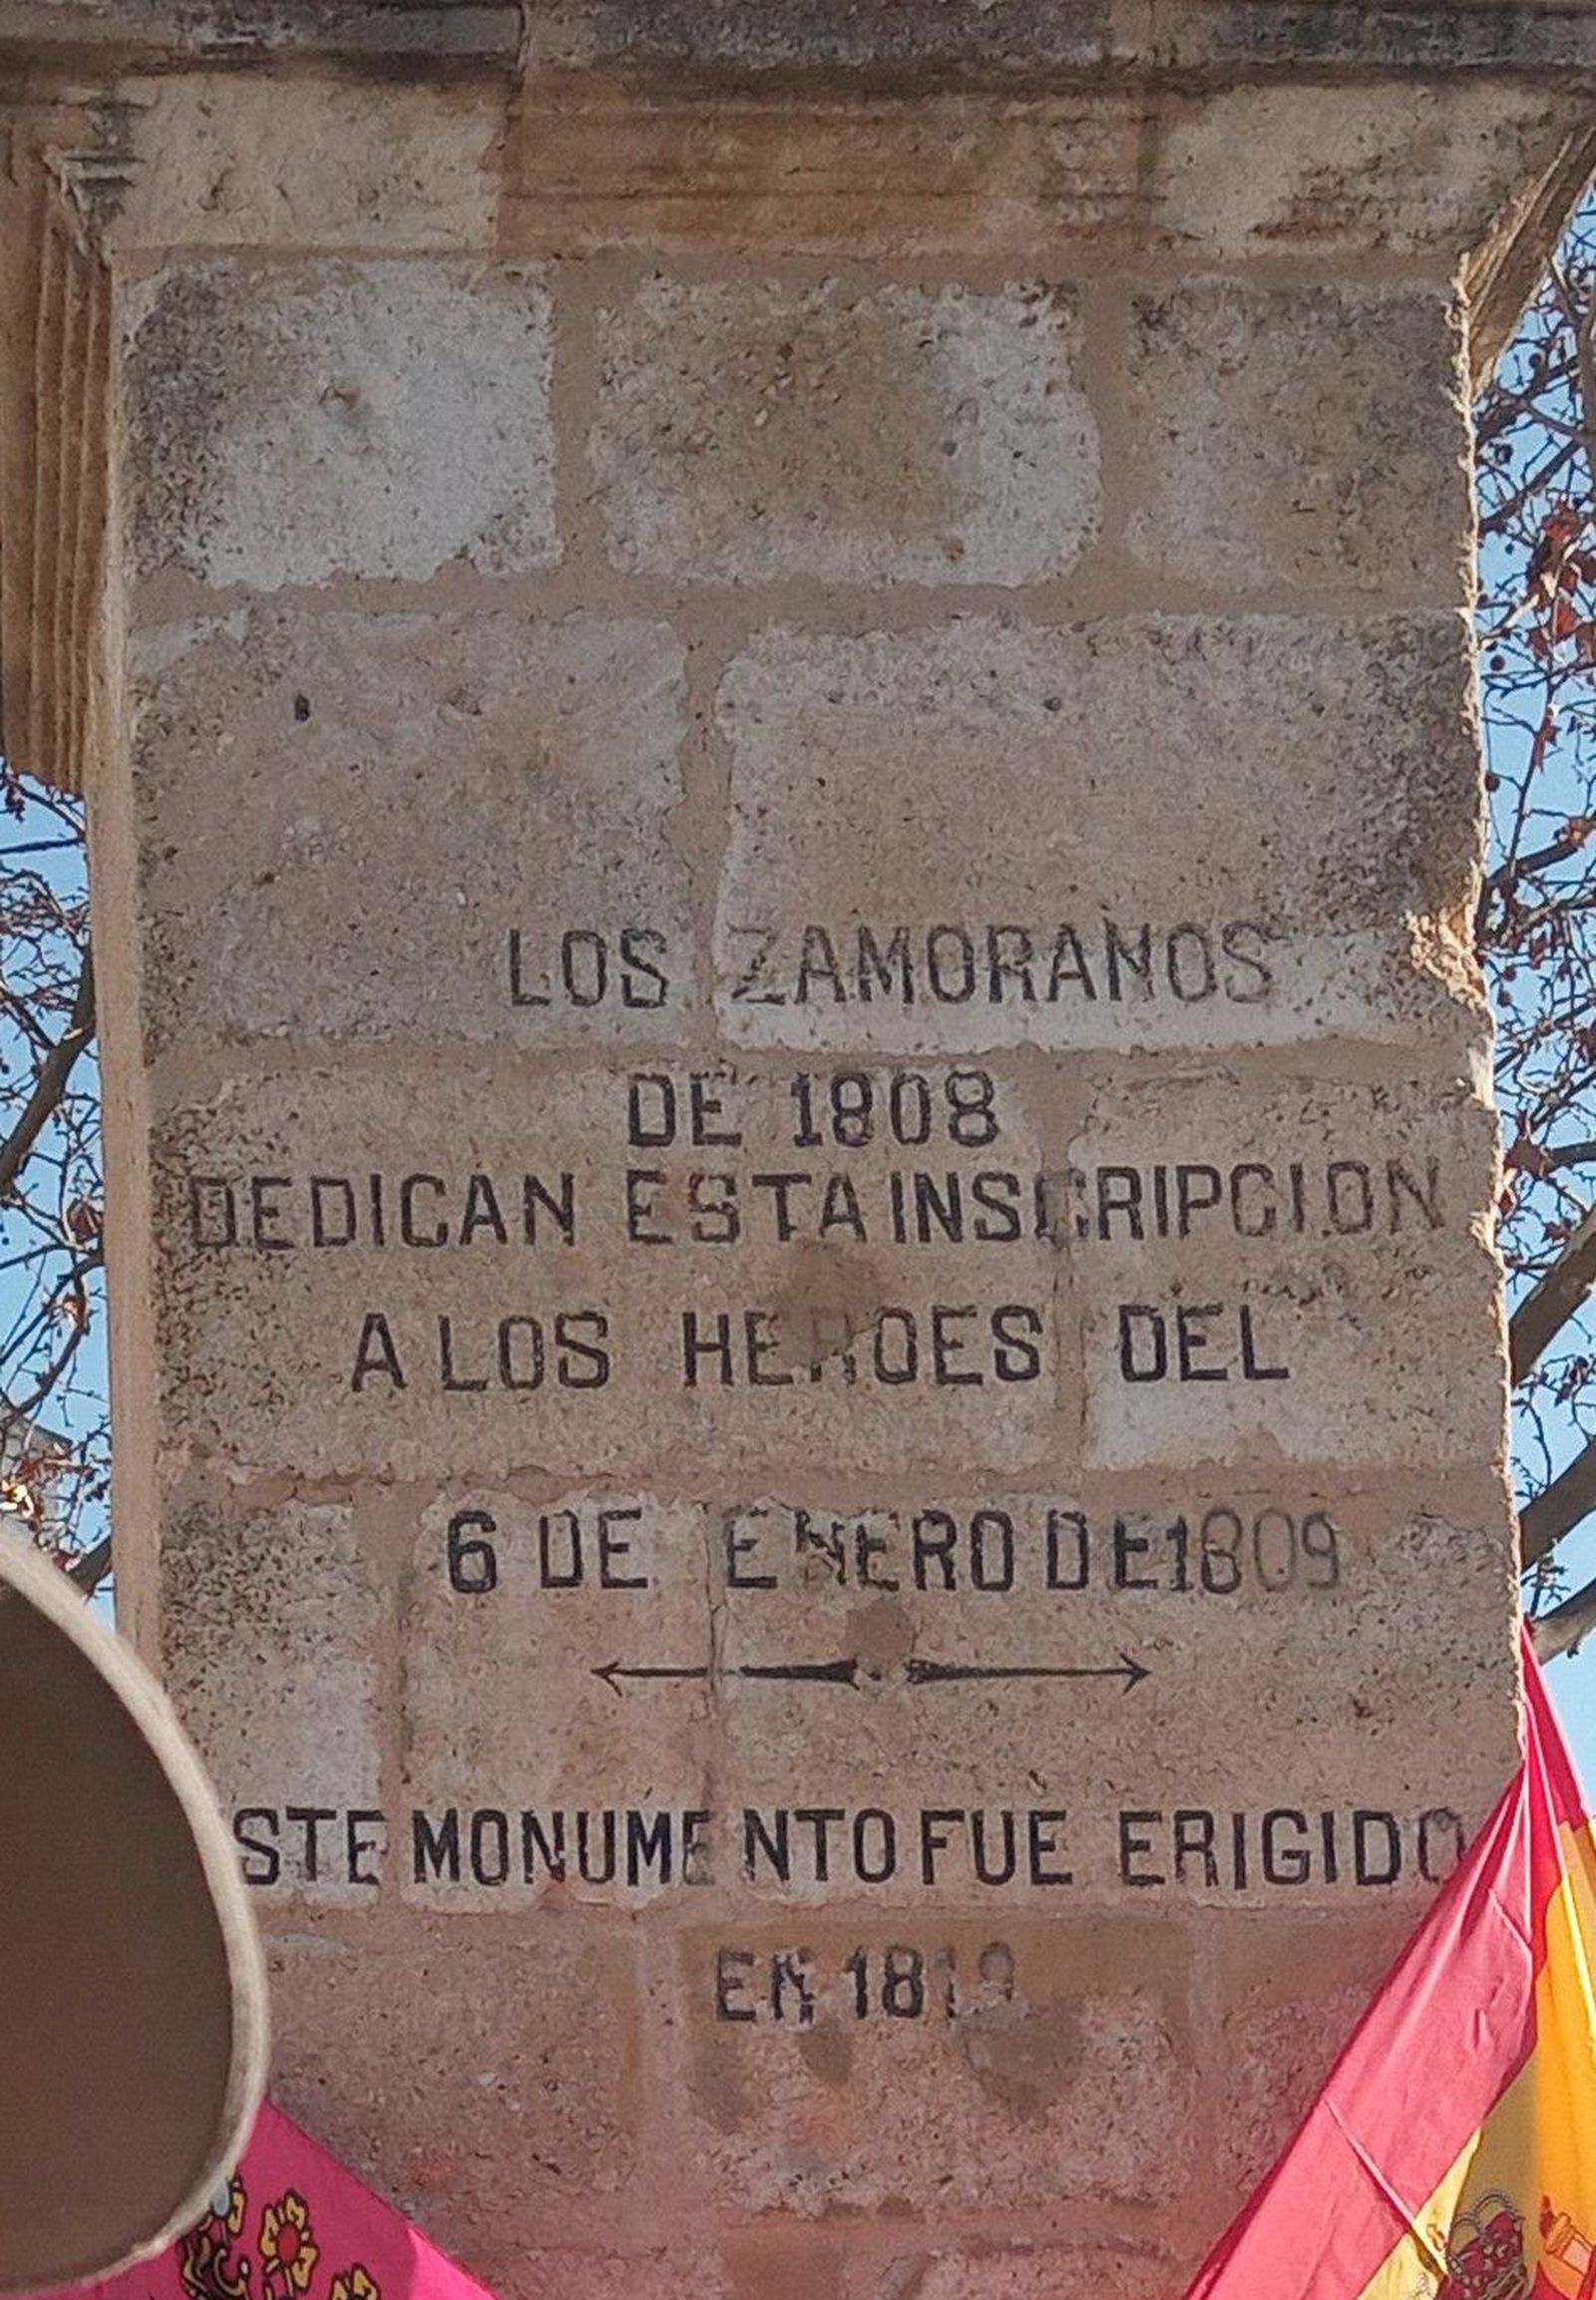 LOS ZAMORANOS
DE 1808
DEDICAN ESTA INSCRIPCION
A LOS HEROES DEL
6 DE ENERO DE 1809
STE MONUMENTO FUE ERIGIDO
EN 1819